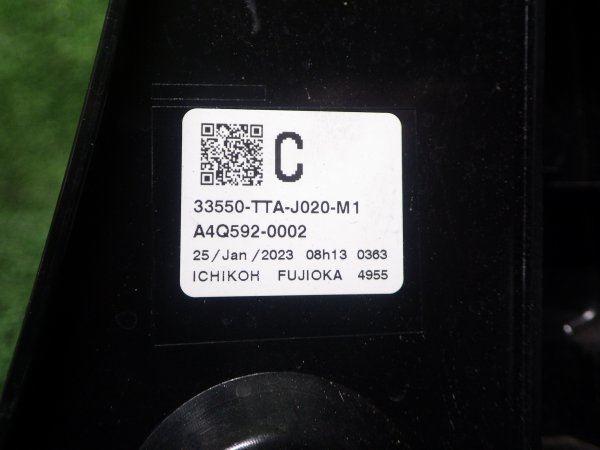 C
33550-TTA-J020-M1
A4Q592-0002
25/Jan/2023 08h13 0363
ICHIKOH FUJIOKA 4955